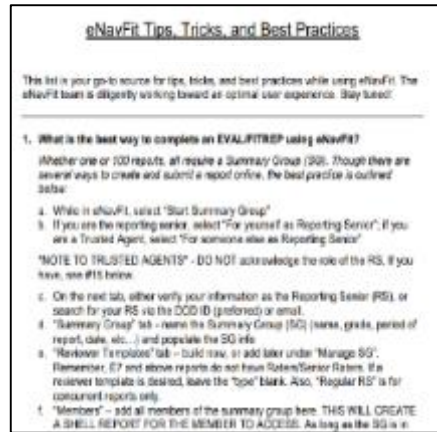 eNavFit Tips, Tricks, and Best Practices
This list is your go-to source for tips, tricks, and best practices while using eNavFit. The
eNavFit team is diligently working toward an optimal user experience. Stay tuned!
1. What is the best way to complete an EVAL/FITREP using eNavFit?
Whether one or 100 reports, all require a Summary Group (SG). Though there are
several ways to create and submit a report online, the best practice is outlined
below:
a. While in eNavFit, select "Start Summary Group"
b. If you are the reporting senior, select "For yourself as Reporting Senior"; if you
are a Trusted Agent, select "For someone else as Reporting Senior"
"NOTE TO TRUSTED AGENTS" - DO NOT acknowledge the role of the RS. If you
have, see #15 below.
c. On the next tab, either verify your information as the Reporting Senior (RS), or
search for your RS via the DOD ID (preferred) or email.
d. "Summary Group" tab - name the Summary Group (SG) (name, grade, period of
report, date, etc...) and populate the SG info
e. "Reviewer Templates" tab - build now, or add later under "Manage SG".
Remember, E7 and above reports do not have Raters/Senior Raters. If a
reviewer template is desired, leave the "type" blank. Also, "Regular RS" is for
concurrent reports only.
f. "Members" - add all members of the summary group here. THIS WILL CREATE
A SHELL REPORT FOR THE MEMBER TO ACCESS. As long as the SG is in